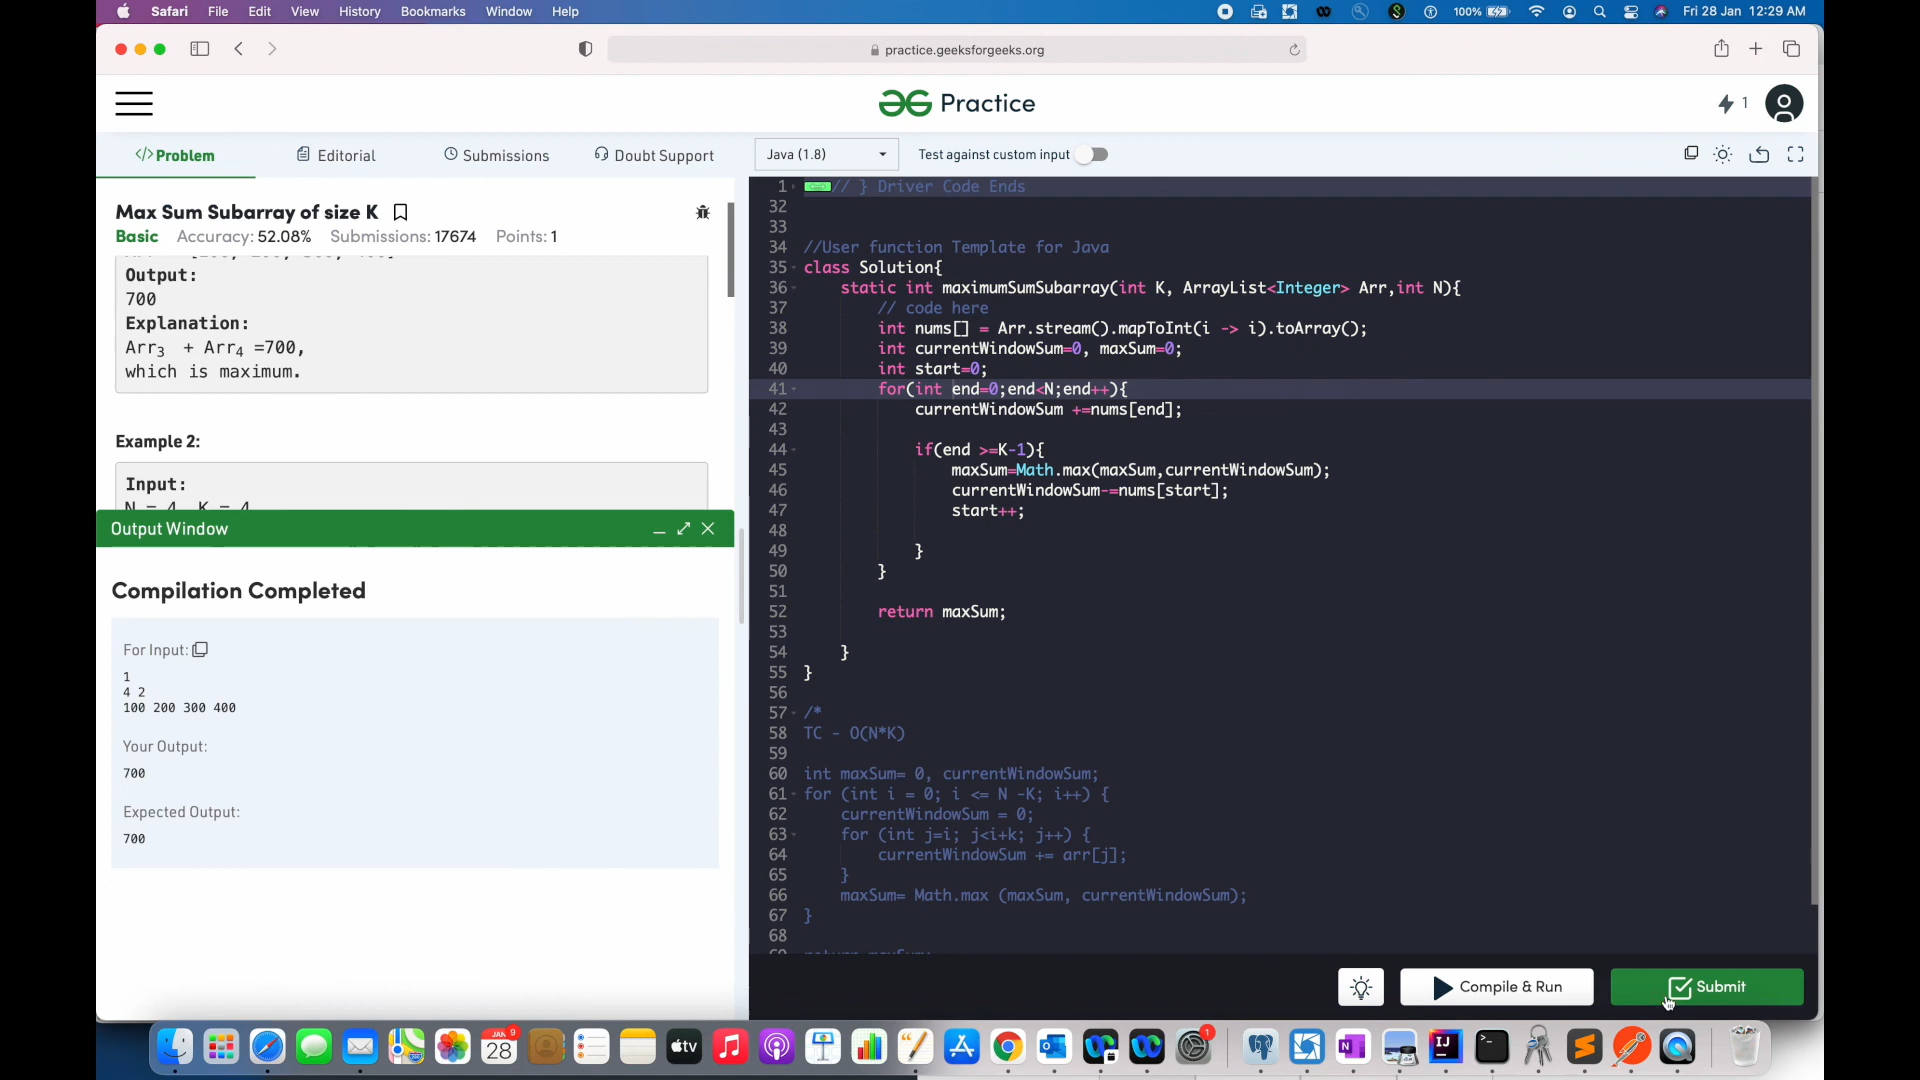 Safari File Edit View History Bookmarks Window Help 100% Fri 28 Jan 12:29 AM
practice.geeksforgeeks.org
Practice 1
</>Problem Editorial Submissions Doubt Support Java (1.8) Test against custom input
Max Sum Subarray of size K
Basic Accuracy: 52.08% Submissions: 17674 Points: 1
Output:
700
Explanation:
Arr3 + Arr4 =700,
which is maximum.
Example 2:
Input:
N = 4, K = 4
Output Window
Compilation Completed
For Input:
1
4 2
100 200 300 400
Your Output:
700
Expected Output:
700
1 // } Driver Code Ends
32
33
34 //User function Template for Java
35 class Solution{
36 static int maximumSumSubarray(int K, ArrayList<Integer> Arr,int N){
37 // code here
38 int nums[] = Arr.stream().mapToInt(i -> i).toArray();
39 int currentWindowSum=0, maxSum=0;
40 int start=0;
41 for(int end=0;end<N;end++){
42 currentWindowSum +=nums[end];
43
44 if(end >=K-1){
45 maxSum=Math.max(maxSum,currentWindowSum);
46 currentWindowSum-=nums[start];
47 start++;
48
49 }
50 }
51
52 return maxSum;
53
54 }
55 }
56
57 /*
58 TC - O(N*K)
59
60 int maxSum= 0, currentWindowSum;
61 for (int i = 0; i <= N -K; i++) {
62 currentWindowSum = 0;
63 for (int j=i; j<i+k; j++) {
64 currentWindowSum += arr[j];
65 }
66 maxSum= Math.max (maxSum, currentWindowSum);
67 }
68
Compile & Run Submit
JAN 9
28
tv
1
N
IJ